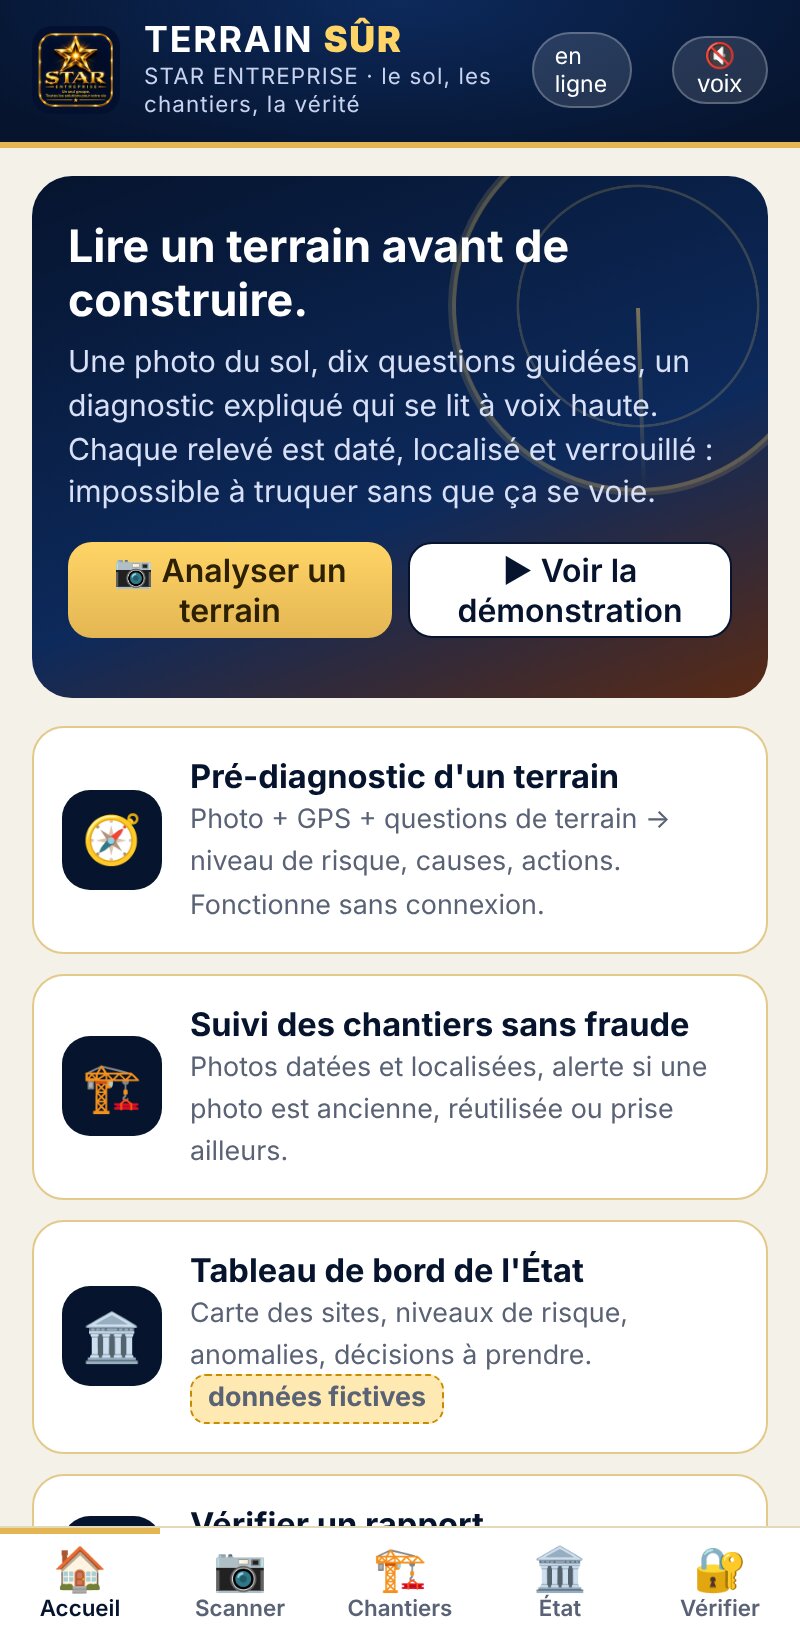 STAR
ENTREPRISE
TERRAIN SÛR
STAR ENTREPRISE · le sol, les
chantiers, la vérité
en
ligne
voix
Lire un terrain avant de
construire.
Une photo du sol, dix questions guidées, un
diagnostic expliqué qui se lit à voix haute.
Chaque relevé est daté, localisé et verrouillé :
impossible à truquer sans que ça se voie.
Analyser un
terrain
▶ Voir la
démonstration
Pré-diagnostic d'un terrain
Photo + GPS + questions de terrain →
niveau de risque, causes, actions.
Fonctionne sans connexion.
Suivi des chantiers sans fraude
Photos datées et localisées, alerte si une
photo est ancienne, réutilisée ou prise
ailleurs.
Tableau de bord de l'État
Carte des sites, niveaux de risque,
anomalies, décisions à prendre.
données fictives
Vérifier un rapport
Accueil
Scanner
Chantiers
État
Vérifier